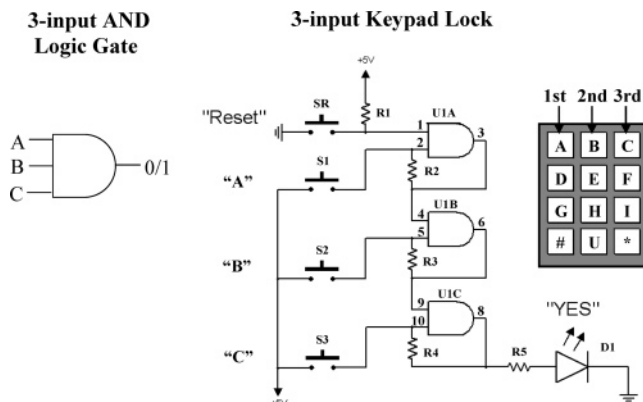 3-input AND
Logic Gate
A
B
C
0/1
3-input Keypad Lock
+5V
"Reset"
SR
R1
U1A
1
2
3
"A"
S1
R2
U1B
4
5
6
"B"
S2
R3
U1C
9
10
8
"C"
S3
R4
R5
"YES"
D1
+5V
1st 2nd 3rd
A B C
D E F
G H I
# U *